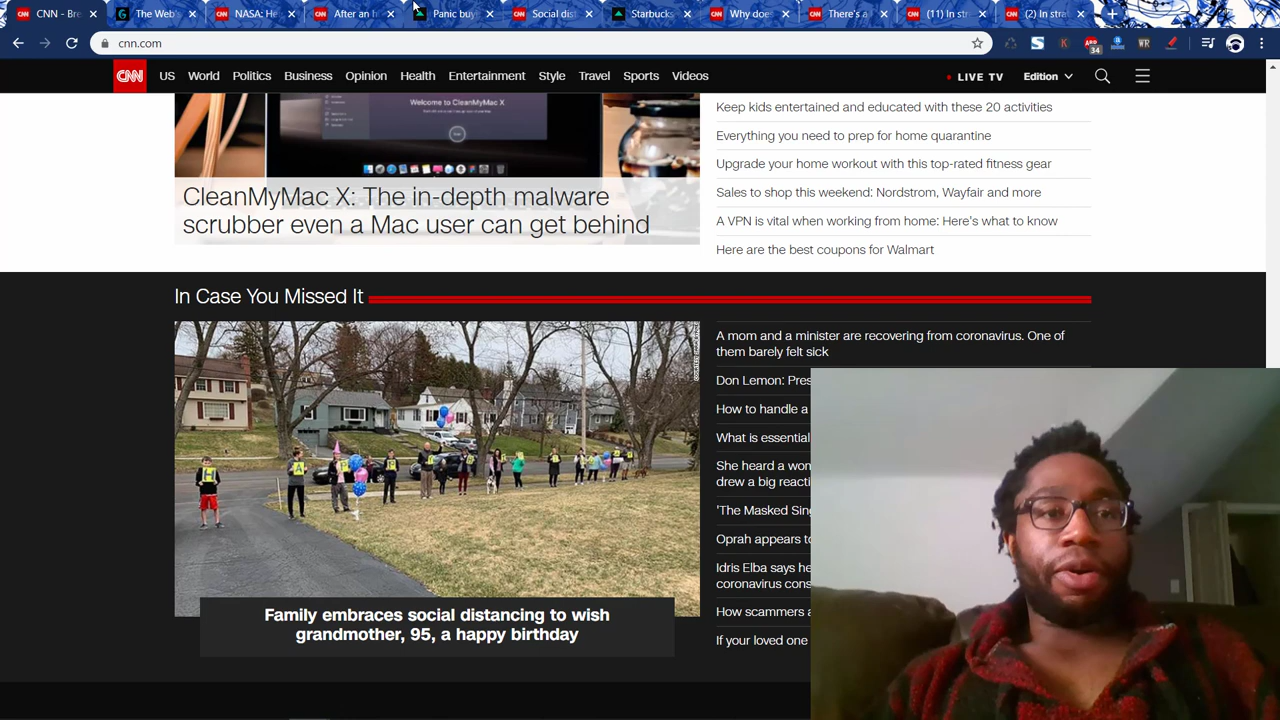 CNN - Bre
The Web'
NASA: He
After an h
Panic buy
Social dis
Starbucks
Why doe
There's a
(11) In str
(2) In stra
cnn.com
34
WR
CNN
US
World
Politics
Business
Health
Opinion
Entertainment
Style
Travel
Sports
Videos
LIVE TV
Edition
Welcome to CleanMyMac X
CleanMyMac X: The in-depth malware
scrubber even a Mac user can get behind
Keep kids entertained and educated with these 20 activities
Everything you need to prep for home quarantine
Upgrade your home workout with this top-rated fitness gear
Sales to shop this weekend: Nordstrom, Wayfair and more
A VPN is vital when working from home: Here's what to know
Here are the best coupons for Walmart
In Case You Missed It
Family embraces social distancing to wish
grandmother, 95, a happy birthday
A mom and a minister are recovering from coronavirus. One of
them barely felt sick
Don Lemon: Pres
How to handle a
What is essential
She heard a won
drew a big reacti
'The Masked Sing
Oprah appears to
Idris Elba says he
coronavirus cons
How scammers a
If your loved one